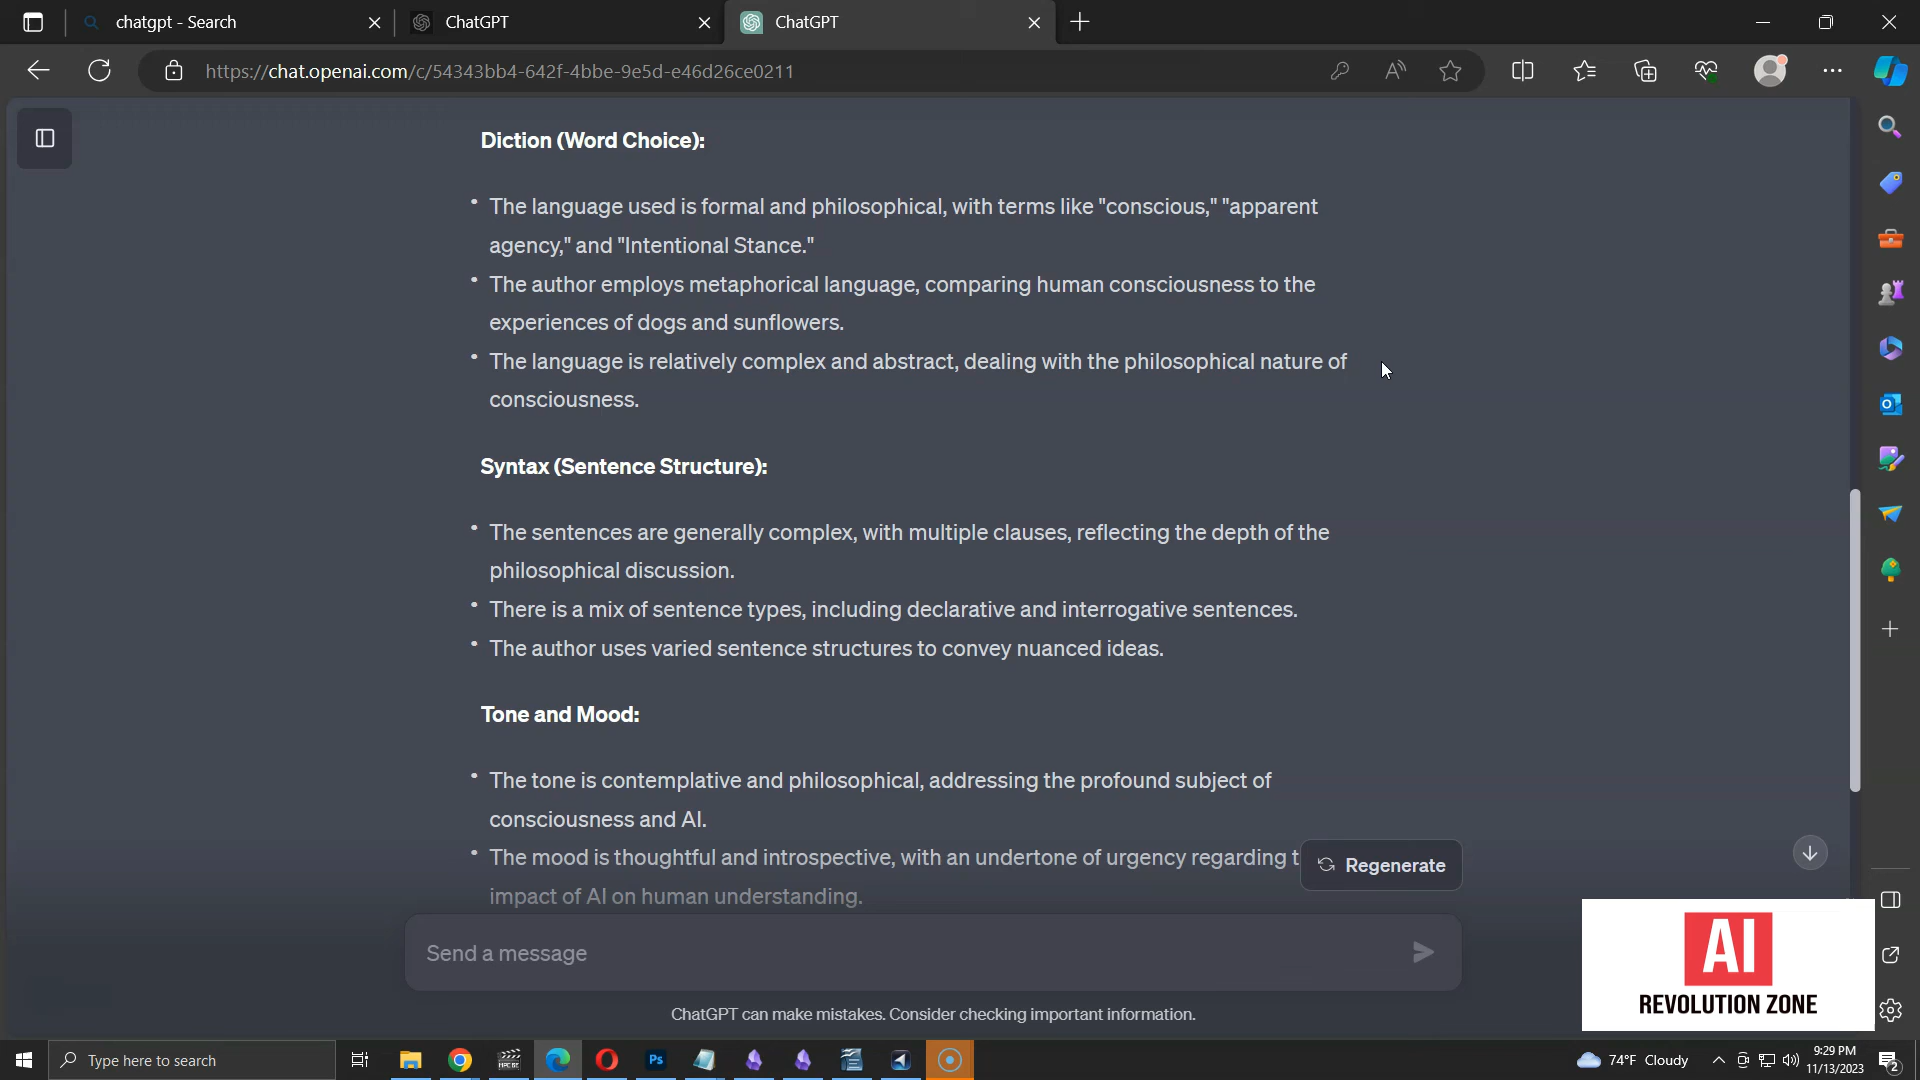 chatgpt - Search
ChatGPT
ChatGPT
https://chat.openai.com/c/54343bb4-642f-4bbe-9e5d-e46d26ce0211
Diction (Word Choice):
• The language used is formal and philosophical, with terms like "conscious," "apparent
agency," and "Intentional Stance."
• The author employs metaphorical language, comparing human consciousness to the
experiences of dogs and sunflowers.
• The language is relatively complex and abstract, dealing with the philosophical nature of
consciousness.
Syntax (Sentence Structure):
• The sentences are generally complex, with multiple clauses, reflecting the depth of the
philosophical discussion.
• There is a mix of sentence types, including declarative and interrogative sentences.
• The author uses varied sentence structures to convey nuanced ideas.
Tone and Mood:
• The tone is contemplative and philosophical, addressing the profound subject of
consciousness and AI.
• The mood is thoughtful and introspective, with an undertone of urgency regarding t
impact of AI on human understanding.
Regenerate
Send a message
ChatGPT can make mistakes. Consider checking important information.
AI
REVOLUTION ZONE
Type here to search
Ps
74°F Cloudy
9:29 PM
11/13/2023
2